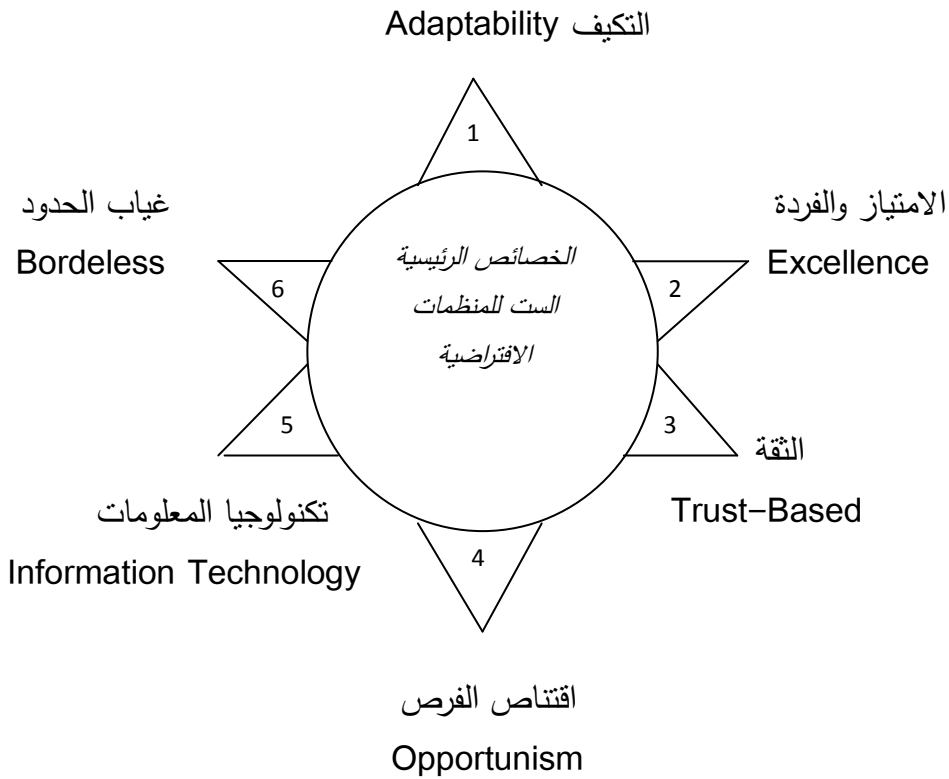 التكيف Adaptability
1
غياب الحدود
Bordeless
الامتياز والفردة
Excellence
الخصائص الرئيسية
الست للمنظمات
الافتراضية
6
2
5
3
الثقة
Trust-Based
تكنولوجيا المعلومات
Information Technology
4
اقتناص الفرص
Opportunism